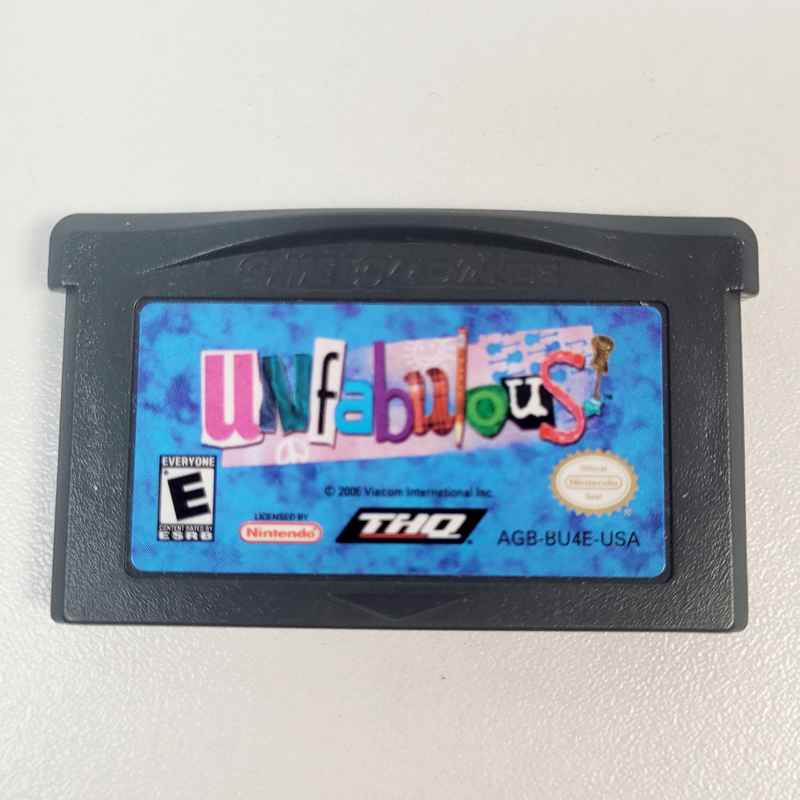 GAME BOY ADVANCE
unfabulous!
™
EVERYONE
E
CONTENT RATED BY
ESRB
© 2006 Viacom International Inc.
LICENSED BY
Nintendo
THQ
Official
Nintendo
Seal
AGB-BU4E-USA